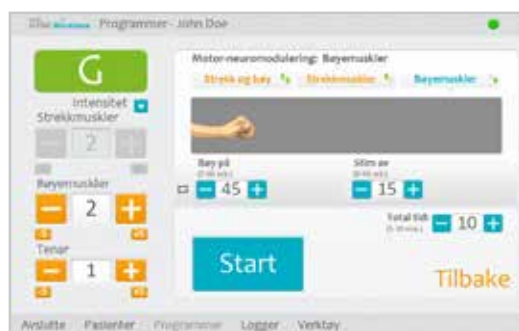 Programmer - John Doe
G
Intensitet
Strekkmuskler
2
Bøyemuskler
2
Tenar
1
Motor-neuromodulering: Bøyemuskler
Strekk og bøy
Strekkmuskler
Bøyemuskler
Bøy på
45
Stim av
15
Total tid:
10
Start
Tilbake
Avslutte Pasienter Programmer Logger Verktøy